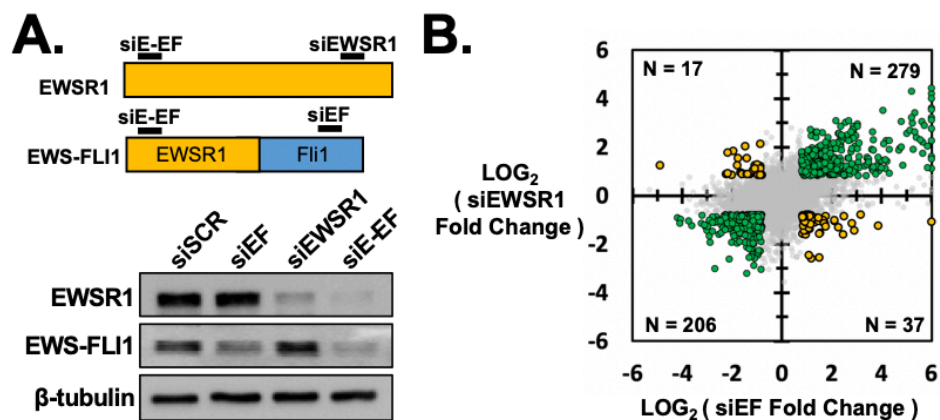 A.
siE-EF
siEWSR1
EWSR1
siE-EF
siEF
EWS-FLI1
EWSR1
Fli1
siSCR
siEF
siEWSR1
siE-EF
EWSR1
EWS-FLI1
β-tubulin
B.
6
4
2
0
-2
-4
-6
N = 17
N = 279
N = 206
N = 37
LOG2
( siEWSR1
Fold Change )
-6 -4 -2 0 2 4 6
LOG2 ( siEF Fold Change )